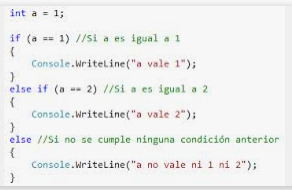 int a = 1;
if (a == 1) //Si a es igual a 1
{
Console.WriteLine("a vale 1");
}
else if (a == 2) //Si a es igual a 2
{
Console.WriteLine("a vale 2");
}
else //Si no se cumple ninguna condición anterior
{
Console.WriteLine("a no vale ni 1 ni 2");
}